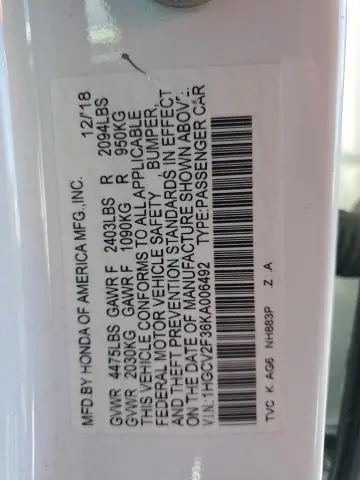 MFD.BY HONDA OF AMERICA MFG.,INC. 12/'18
GVWR 4475LBS GAWR F 2403LBS R 2094LBS
GVWR 2030KG GAWR F 1090KG R 950KG
THIS VEHICLE CONFORMS TO ALL APPLICABLE
FEDERAL MOTOR VEHICLE SAFETY, BUMPER,
AND THEFT PREVENTION STANDARDS IN EFFECT
ON THE DATE OF MANUFACTURE SHOWN ABOVE.
V.I.N.:1HGCV2F36KA006492 TYPE:PASSENGER CAR
TVC K AG6 NH883P Z .A